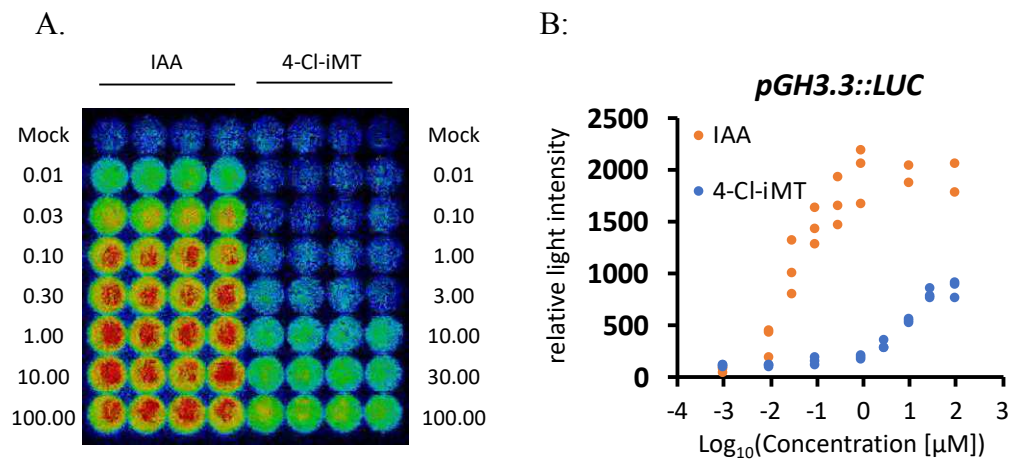 A.
IAA 4-Cl-iMT
Mock Mock
0.01 0.01
0.03 0.10
0.10 1.00
0.30 3.00
1.00 10.00
10.00 30.00
100.00 100.00
B:
pGH3.3::LUC
relative light intensity
2500
2000
1500
1000
500
0
IAA
4-Cl-iMT
-4 -3 -2 -1 0 1 2 3
Log₁₀(Concentration [µM])